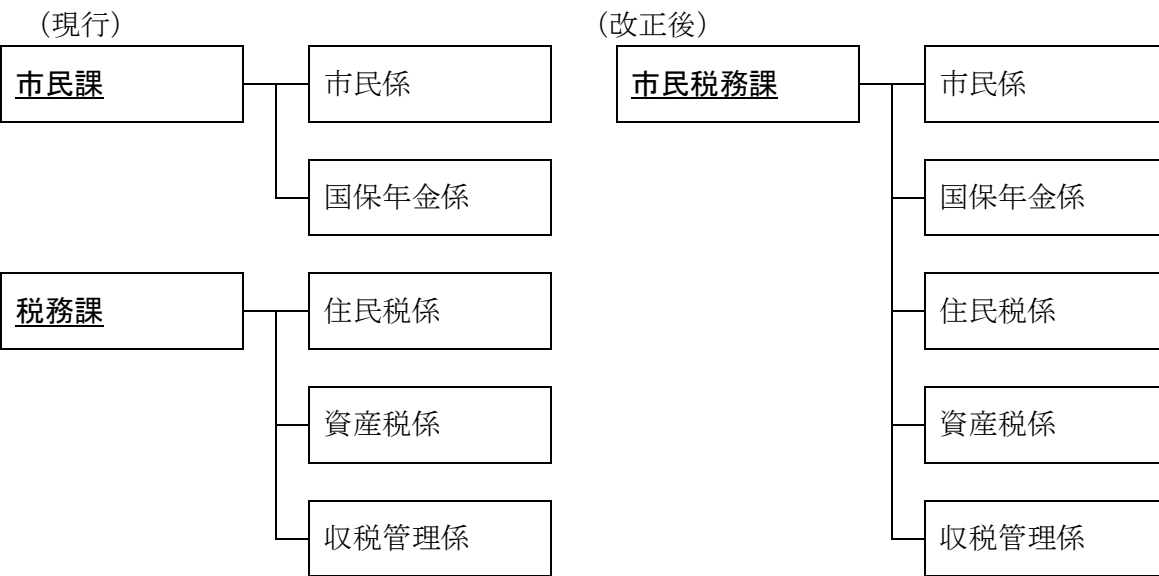 （現行）
市民課
市民係
国保年金係
税務課
住民税係
資産税係
収税管理係
（改正後）
市民税務課
市民係
国保年金係
住民税係
資産税係
収税管理係